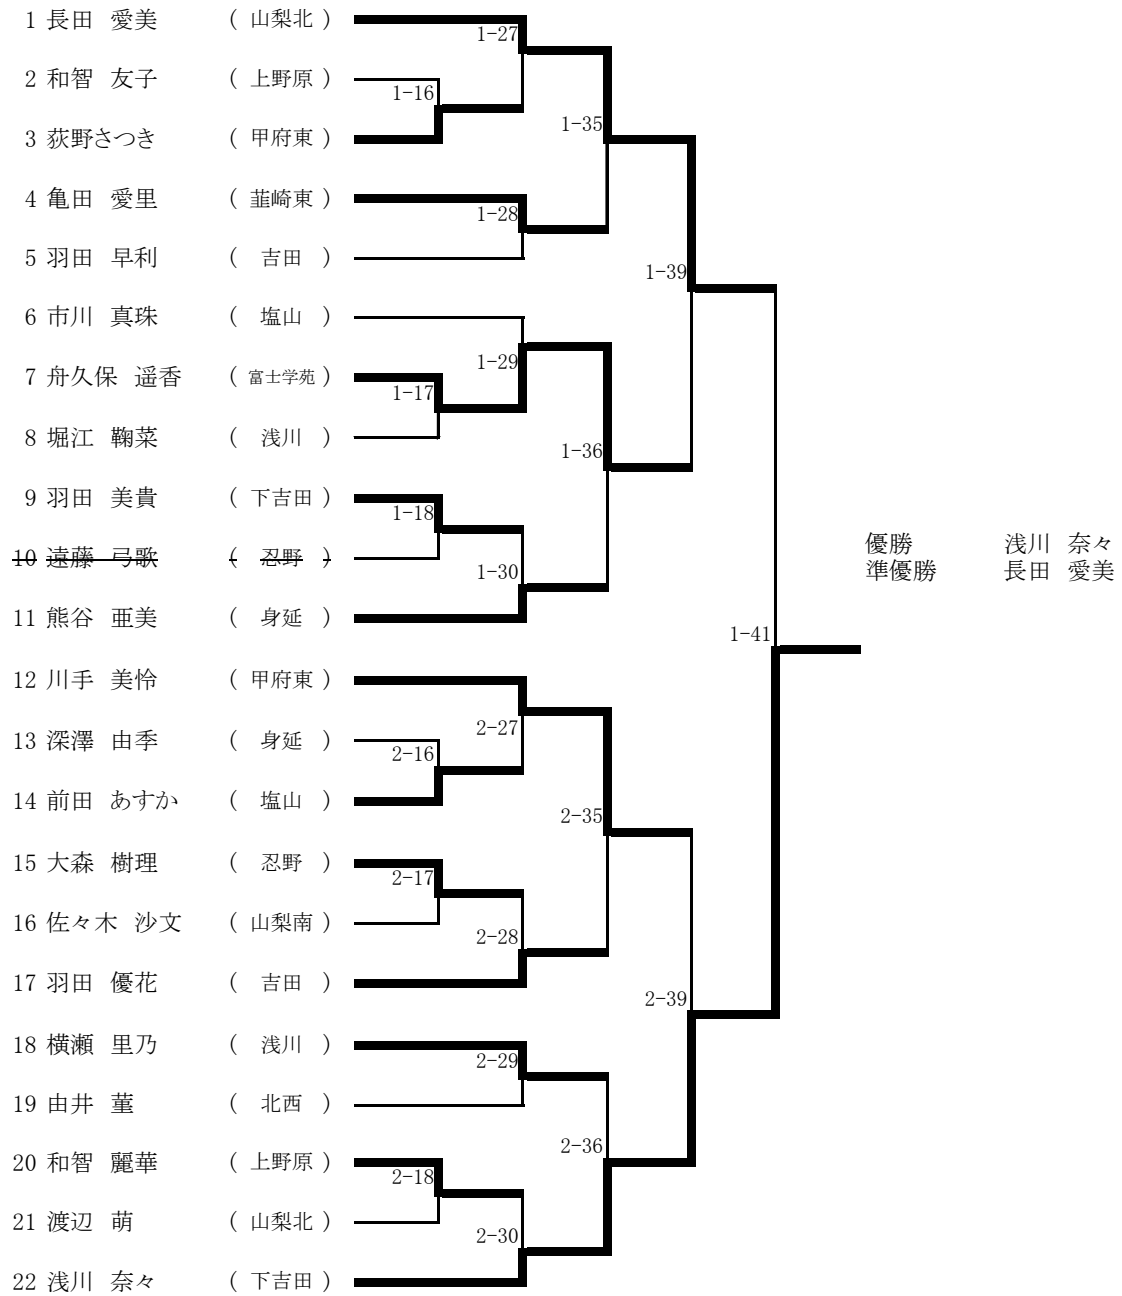 1 長田 愛美 （ 山梨北 ）
1-27
2 和智 友子 （ 上野原 ）
1-16
1-35
3 荻野さつき （ 甲府東 ）
4 亀田 愛里 （ 韮崎東 ）
1-28
5 羽田 早利 （ 吉田 ）
1-39
6 市川 真珠 （ 塩山 ）
1-29
7 舟久保 遥香 （ 富士学苑 ）
1-17
8 堀江 鞠菜 （ 浅川 ）
1-36
9 羽田 美貴 （ 下吉田 ）
1-18
10 遠藤 弓歌 （ 忍野 ）
1-30
優勝 浅川 奈々
準優勝 長田 愛美
11 熊谷 亜美 （ 身延 ）
1-41
12 川手 美怜 （ 甲府東 ）
2-27
13 深澤 由季 （ 身延 ）
2-16
14 前田 あすか （ 塩山 ）
2-35
15 大森 樹理 （ 忍野 ）
2-17
16 佐々木 沙文 （ 山梨南 ）
2-28
17 羽田 優花 （ 吉田 ）
2-39
18 横瀬 里乃 （ 浅川 ）
2-29
19 由井 菫 （ 北西 ）
2-36
20 和智 麗華 （ 上野原 ）
2-18
21 渡辺 萌 （ 山梨北 ）
2-30
22 浅川 奈々 （ 下吉田 ）